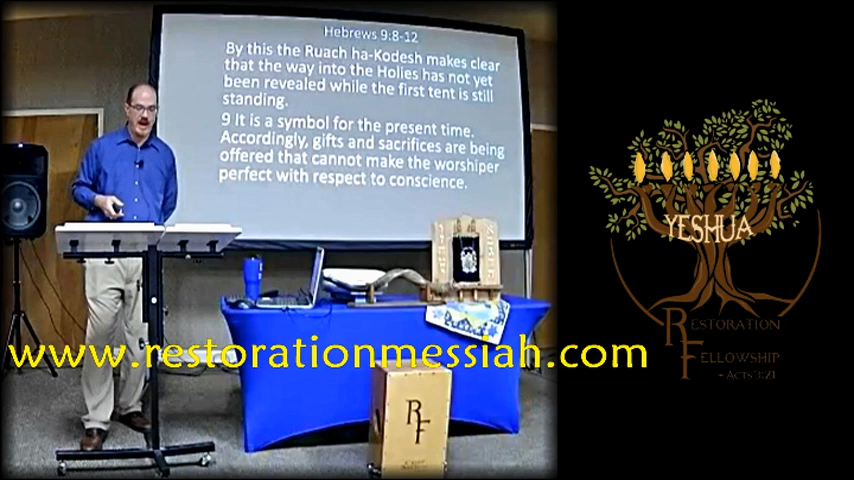 Hebrews 9:8-12
By this the Ruach ha-Kodesh makes clear
that the way into the Holies has not yet
been revealed while the first tent is still
standing.
9 It is a symbol for the present time.
Accordingly, gifts and sacrifices are being
offered that cannot make the worshiper
perfect with respect to conscience.
YESHUA
RESTORATION
FELLOWSHIP
~ ACTS 3:21
www.restorationmessiah.com
RF